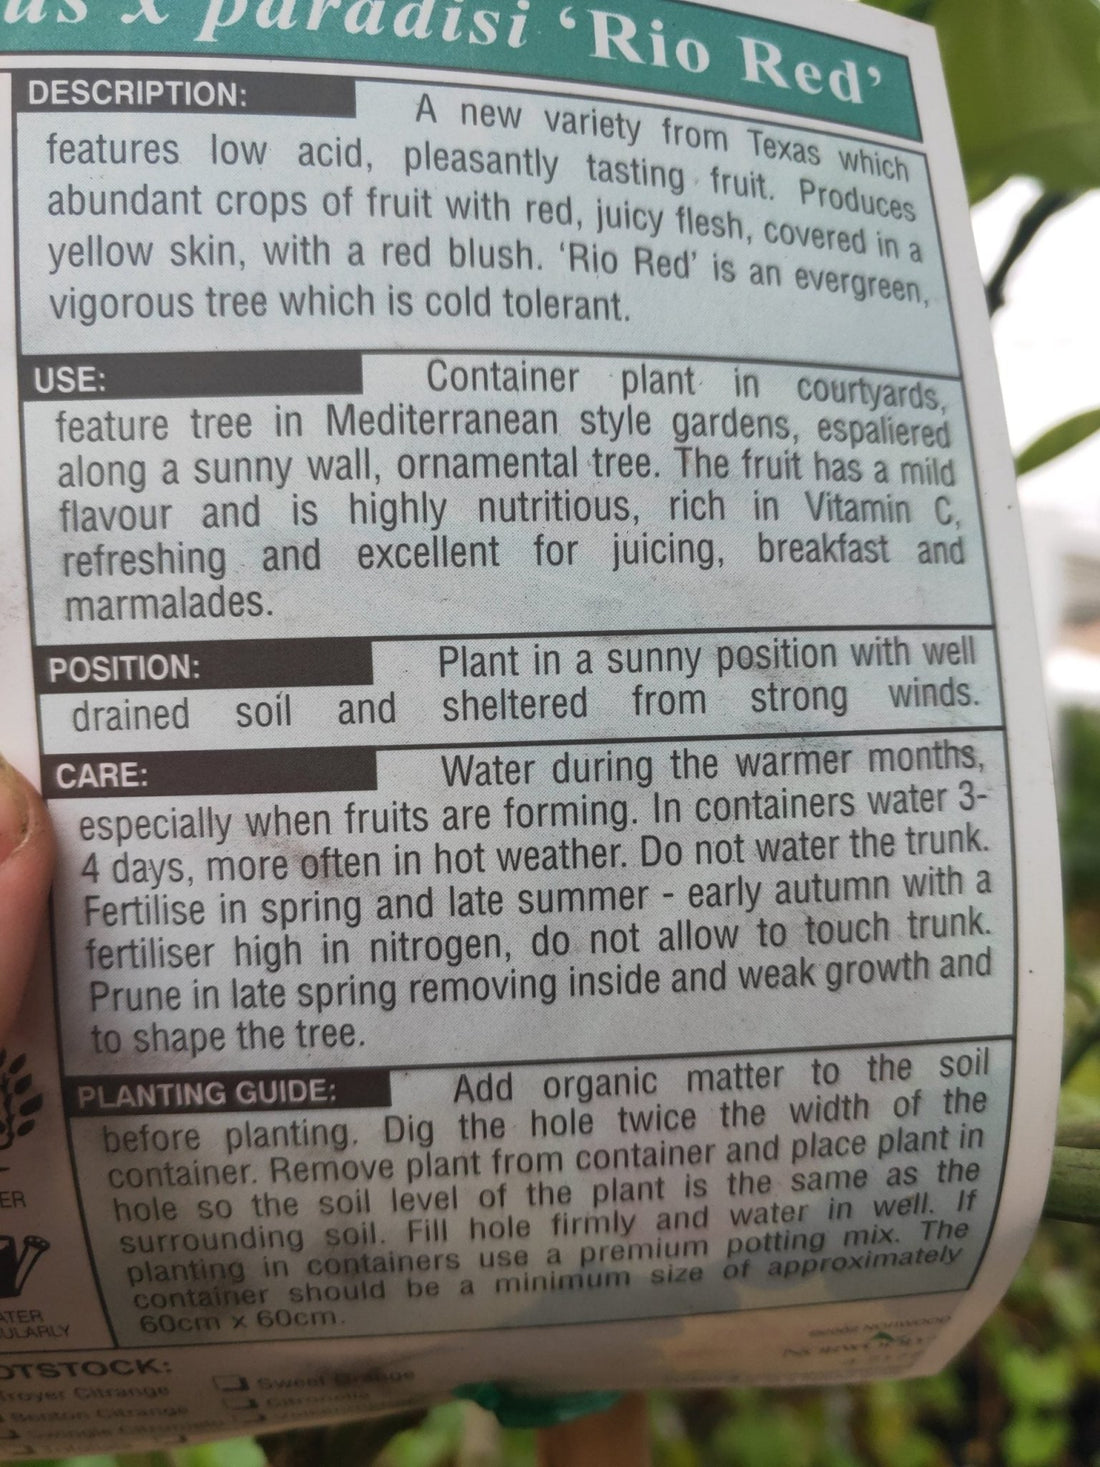 us x paradisi ‘Rio Red’
DESCRIPTION: A new variety from Texas which
features low acid, pleasantly tasting fruit. Produces
abundant crops of fruit with red, juicy flesh, covered in a
yellow skin, with a red blush. ‘Rio Red’ is an evergreen,
vigorous tree which is cold tolerant.
USE: Container plant in courtyards,
feature tree in Mediterranean style gardens, espaliered
along a sunny wall, ornamental tree. The fruit has a mild
flavour and is highly nutritious, rich in Vitamin C,
refreshing and excellent for juicing, breakfast and
marmalades.
POSITION: Plant in a sunny position with well
drained soil and sheltered from strong winds.
CARE: Water during the warmer months,
especially when fruits are forming. In containers water 3-
4 days, more often in hot weather. Do not water the trunk.
Fertilise in spring and late summer - early autumn with a
fertiliser high in nitrogen, do not allow to touch trunk.
Prune in late spring removing inside and weak growth and
to shape the tree.
PLANTING GUIDE: Add organic matter to the soil
before planting. Dig the hole twice the width of the
container. Remove plant from container and place plant in
hole so the soil level of the plant is the same as the
surrounding soil. Fill hole firmly and water in well. If
planting in containers use a premium potting mix. The
container should be a minimum size of approximately
60cm x 60cm.
ER
ATER
ULARLY
OTSTOCK:
Troyer Citrange
Sweet Orange
Benton Citrange